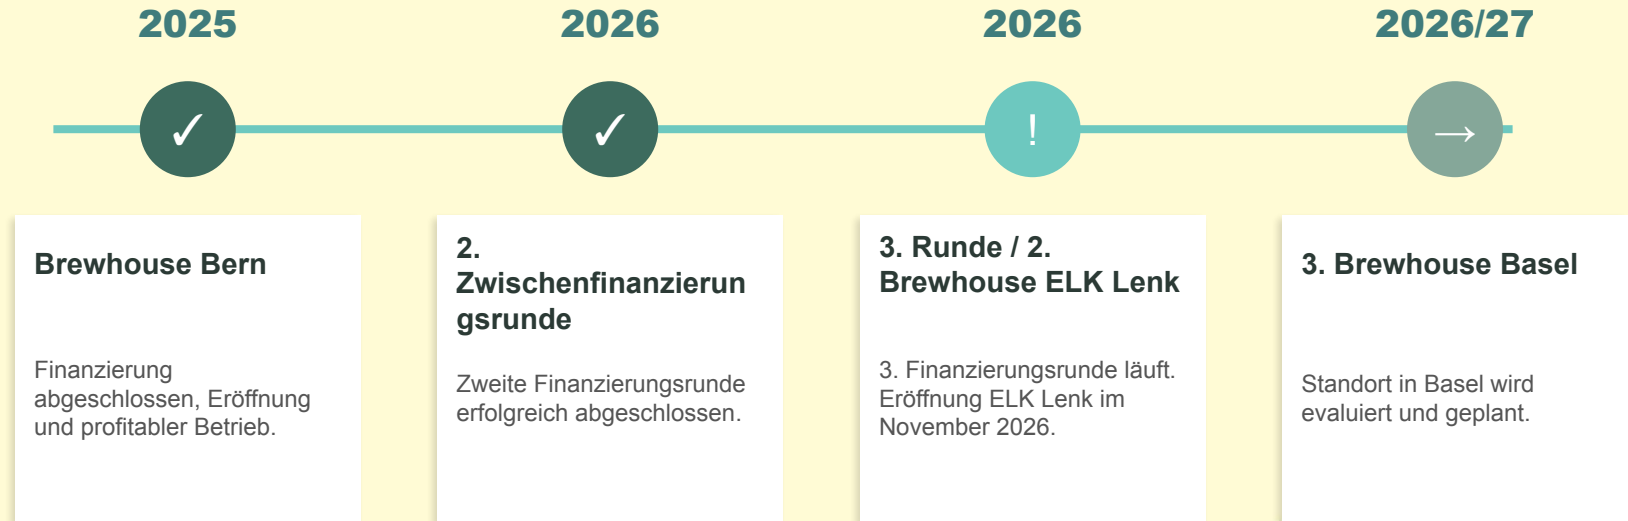 2025
2026
2026
2026/27
✓
✓
!
→
Brewhouse Bern
Finanzierung
abgeschlossen, Eröffnung
und profitabler Betrieb.
2.
Zwischenfinanzierun
gsrunde
Zweite Finanzierungsrunde
erfolgreich abgeschlossen.
3. Runde / 2.
Brewhouse ELK Lenk
3. Finanzierungsrunde läuft.
Eröffnung ELK Lenk im
November 2026.
3. Brewhouse Basel
Standort in Basel wird
evaluiert und geplant.